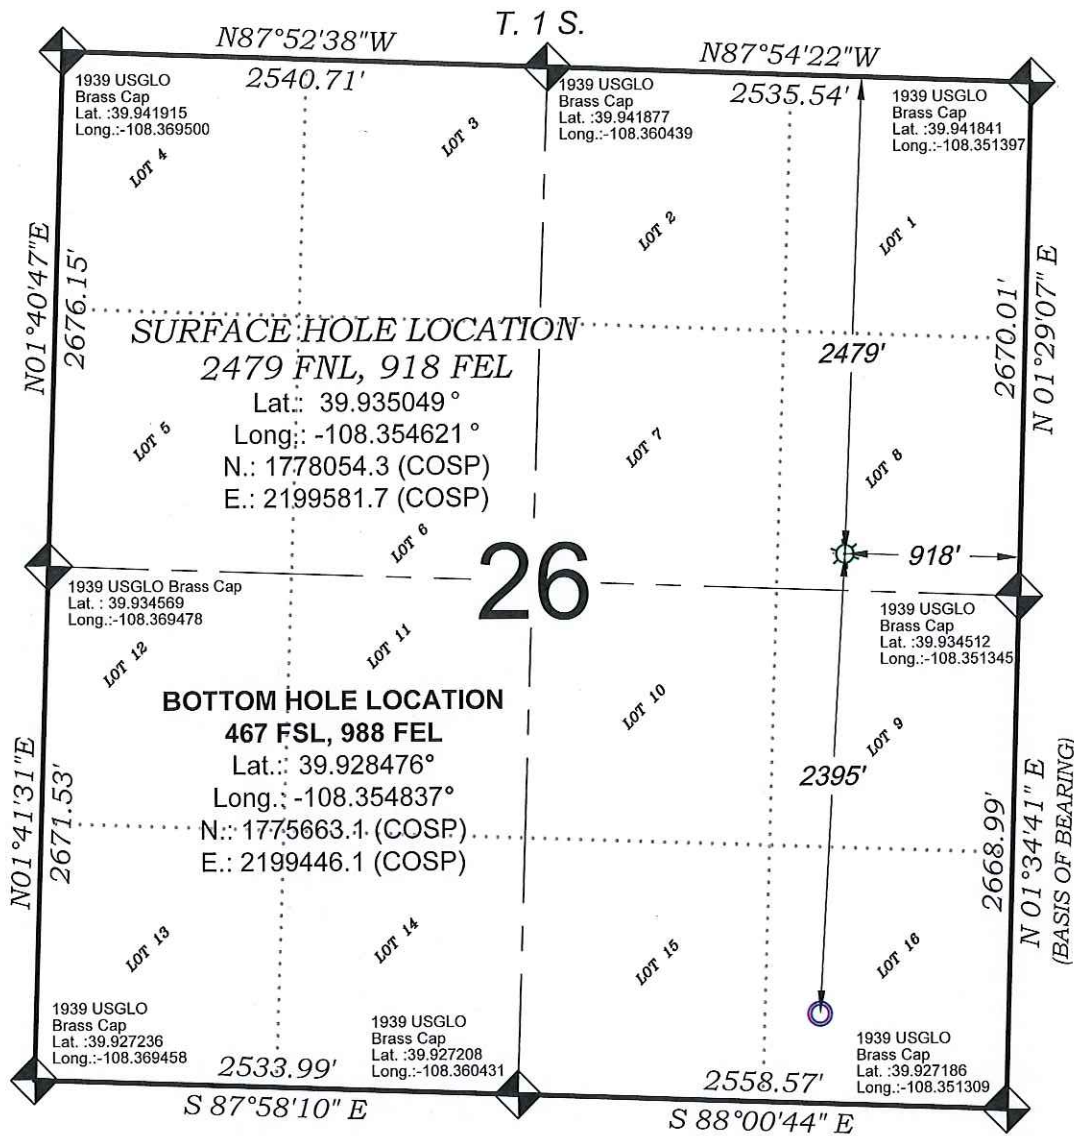 T. 1 S.
N87°52'38"W
2540.71'
N87°54'22"W
2535.54'
1939 USGLO
Brass Cap
Lat. :39.941915
Long.:-108.369500
1939 USGLO
Brass Cap
Lat. :39.941877
Long.:-108.360439
1939 USGLO
Brass Cap
Lat. :39.941841
Long.:-108.351397
LOT 4
LOT 3
LOT 2
LOT 1
N01°40'47"E
2676.15'
2670.01'
N 01°29'07" E
SURFACE HOLE LOCATION
2479 FNL, 918 FEL
Lat.: 39.935049°
Long.: -108.354621°
N.: 1778054.3 (COSP)
E.: 2199581.7 (COSP)
2479'
LOT 5
LOT 6
LOT 7
LOT 8
918'
26
1939 USGLO Brass Cap
Lat. : 39.934569
Long.:-108.369478
1939 USGLO
Brass Cap
Lat. :39.934512
Long.:-108.351345
LOT 12
LOT 11
LOT 10
LOT 9
BOTTOM HOLE LOCATION
467 FSL, 988 FEL
Lat.: 39.928476°
Long.: -108.354837°
N.: 1775663.1 (COSP)
E.: 2199446.1 (COSP)
2395'
N01°41'31"E
2671.53'
2668.99'
N 01°34'41" E
(BASIS OF BEARING)
LOT 13
LOT 14
LOT 15
LOT 16
1939 USGLO
Brass Cap
Lat. :39.927236
Long.:-108.369458
1939 USGLO
Brass Cap
Lat. :39.927208
Long.:-108.360431
1939 USGLO
Brass Cap
Lat. :39.927186
Long.:-108.351309
2533.99'
S 87°58'10" E
2558.57'
S 88°00'44" E